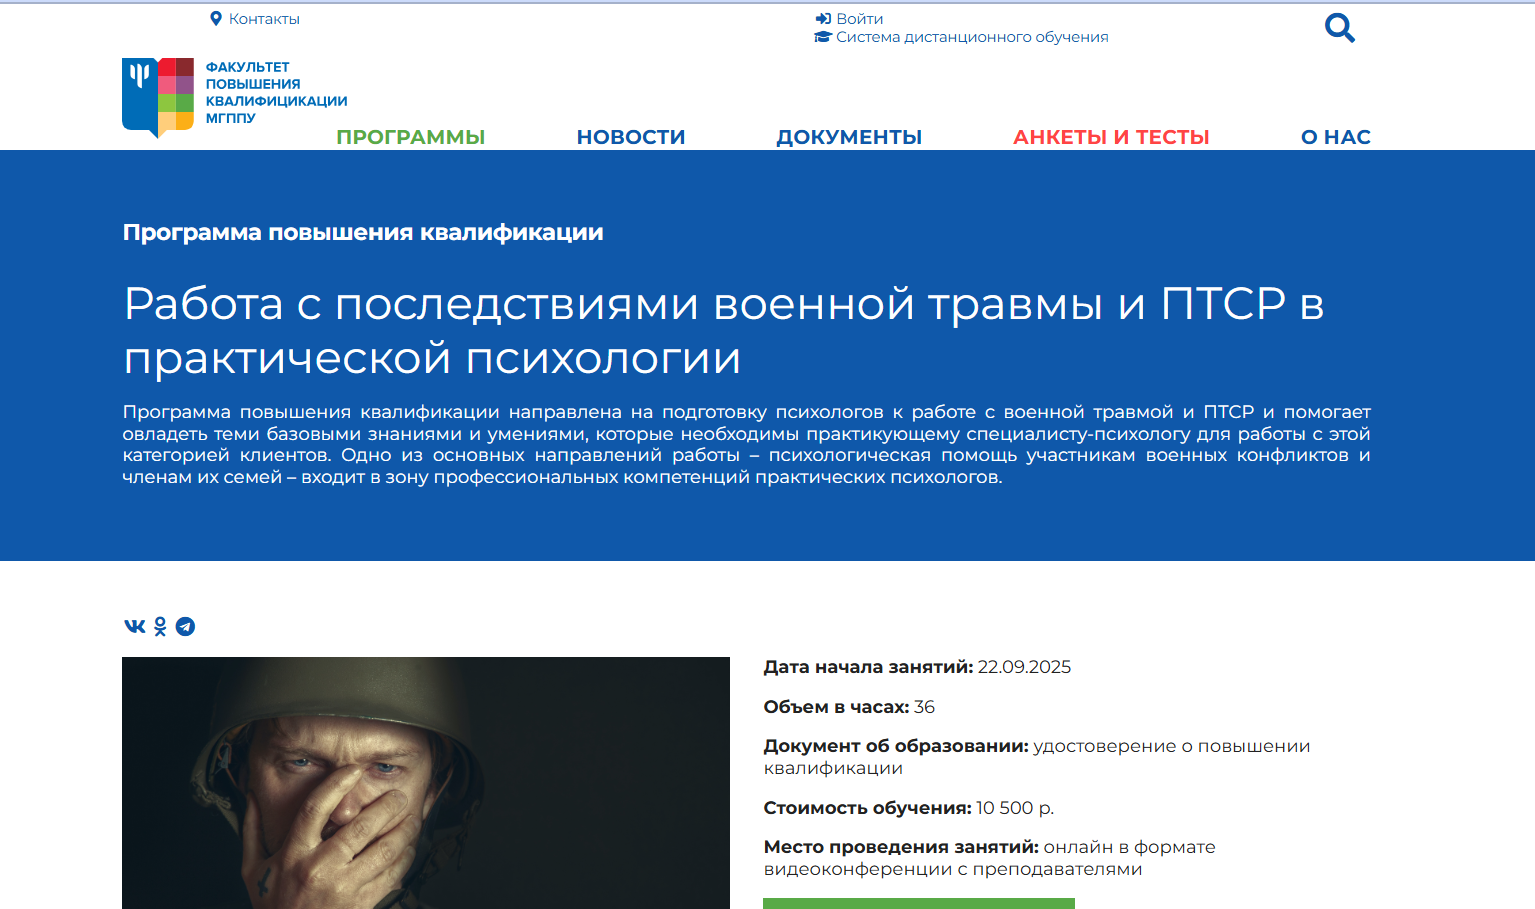 Контакты
Войти
Система дистанционного обучения
ФАКУЛЬТЕТ
ПОВЫШЕНИЯ
КВАЛИФИЦИКАЦИИ
МГППУ
ПРОГРАММЫ
НОВОСТИ
ДОКУМЕНТЫ
АНКЕТЫ И ТЕСТЫ
О НАС
Программа повышения квалификации
Работа с последствиями военной травмы и ПТСР в
практической психологии
Программа повышения квалификации направлена на подготовку психологов к работе с военной травмой и ПТСР и помогает
овладеть теми базовыми знаниями и умениями, которые необходимы практикующему специалисту-психологу для работы с этой
категорией клиентов. Одно из основных направлений работы – психологическая помощь участникам военных конфликтов и
членам их семей – входит в зону профессиональных компетенций практических психологов.
Дата начала занятий: 22.09.2025
Объем в часах: 36
Документ об образовании: удостоверение о повышении
квалификации
Стоимость обучения: 10 500 р.
Место проведения занятий: онлайн в формате
видеоконференции с преподавателями